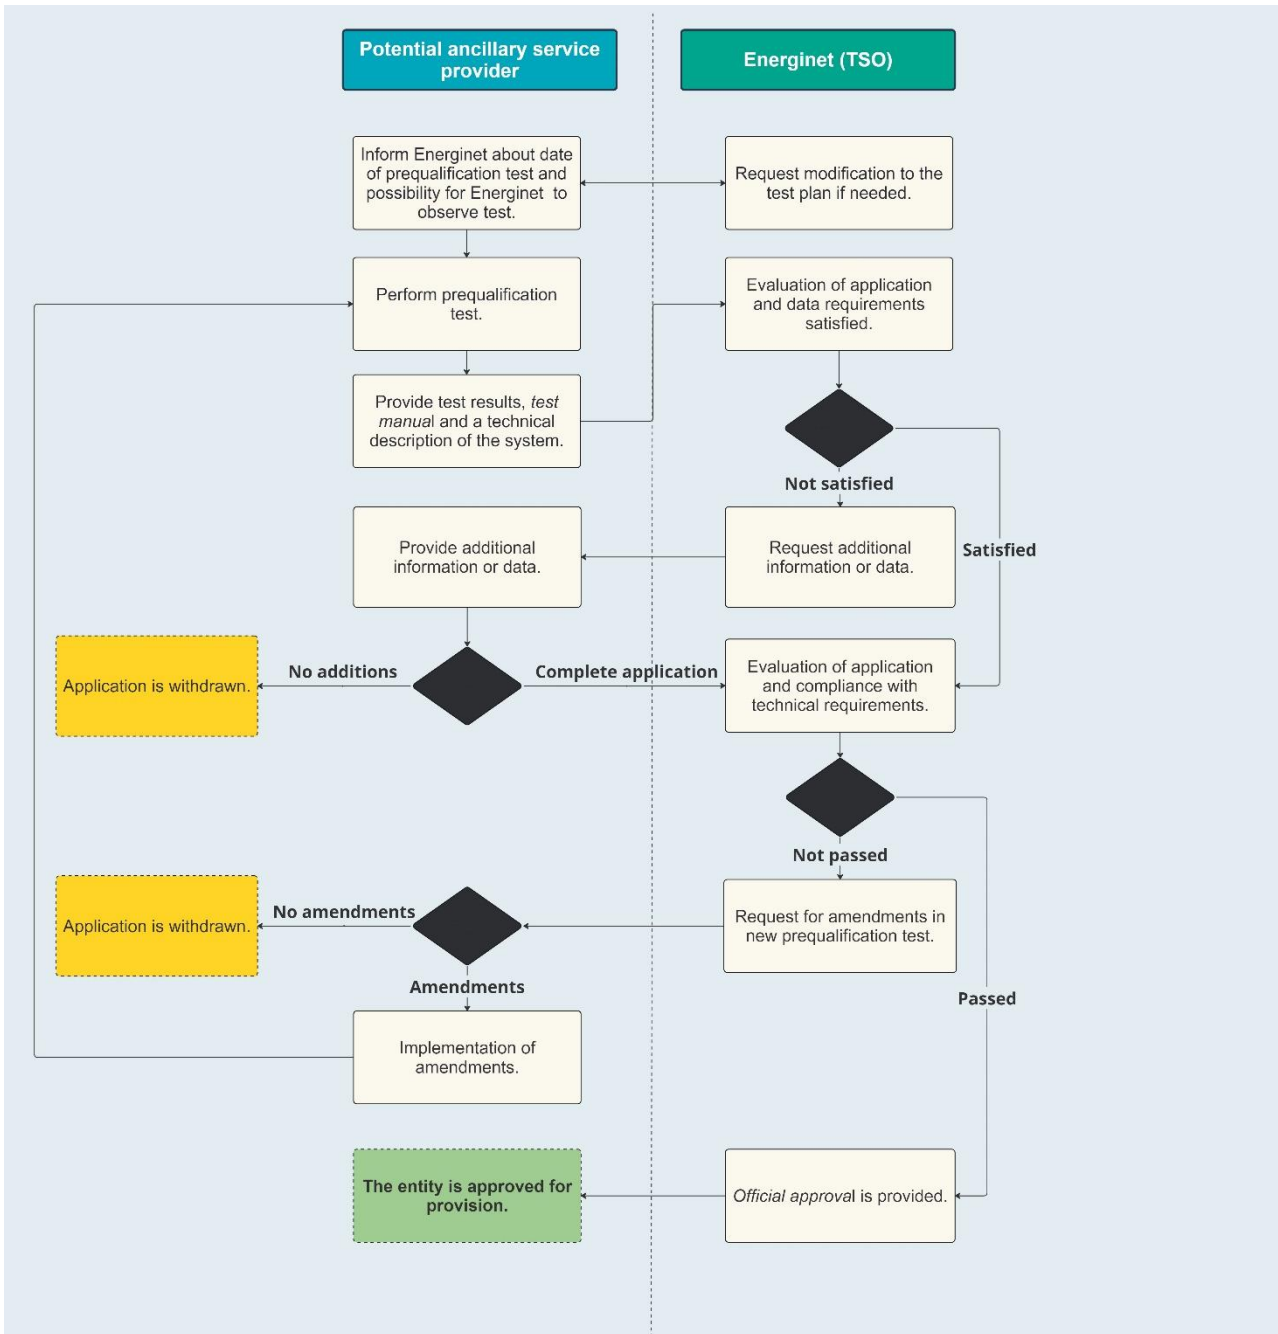 Potential ancillary service
provider
Energinet (TSO)
Inform Energinet about date
of prequalification test and
possibility for Energinet to
observe test.
Request modification to the
test plan if needed.
Perform prequalification
test.
Evaluation of application
and data requirements
satisfied.
Provide test results, test
manual and a technical
description of the system.
Not satisfied
Satisfied
Provide additional
information or data.
Request additional
information or data.
Application is withdrawn.
No additions
Complete application
Evaluation of application
and compliance with
technical requirements.
Not passed
Passed
Application is withdrawn.
No amendments
Request for amendments in
new prequalification test.
Amendments
Implementation of
amendments.
The entity is approved for
provision.
Official approval is provided.